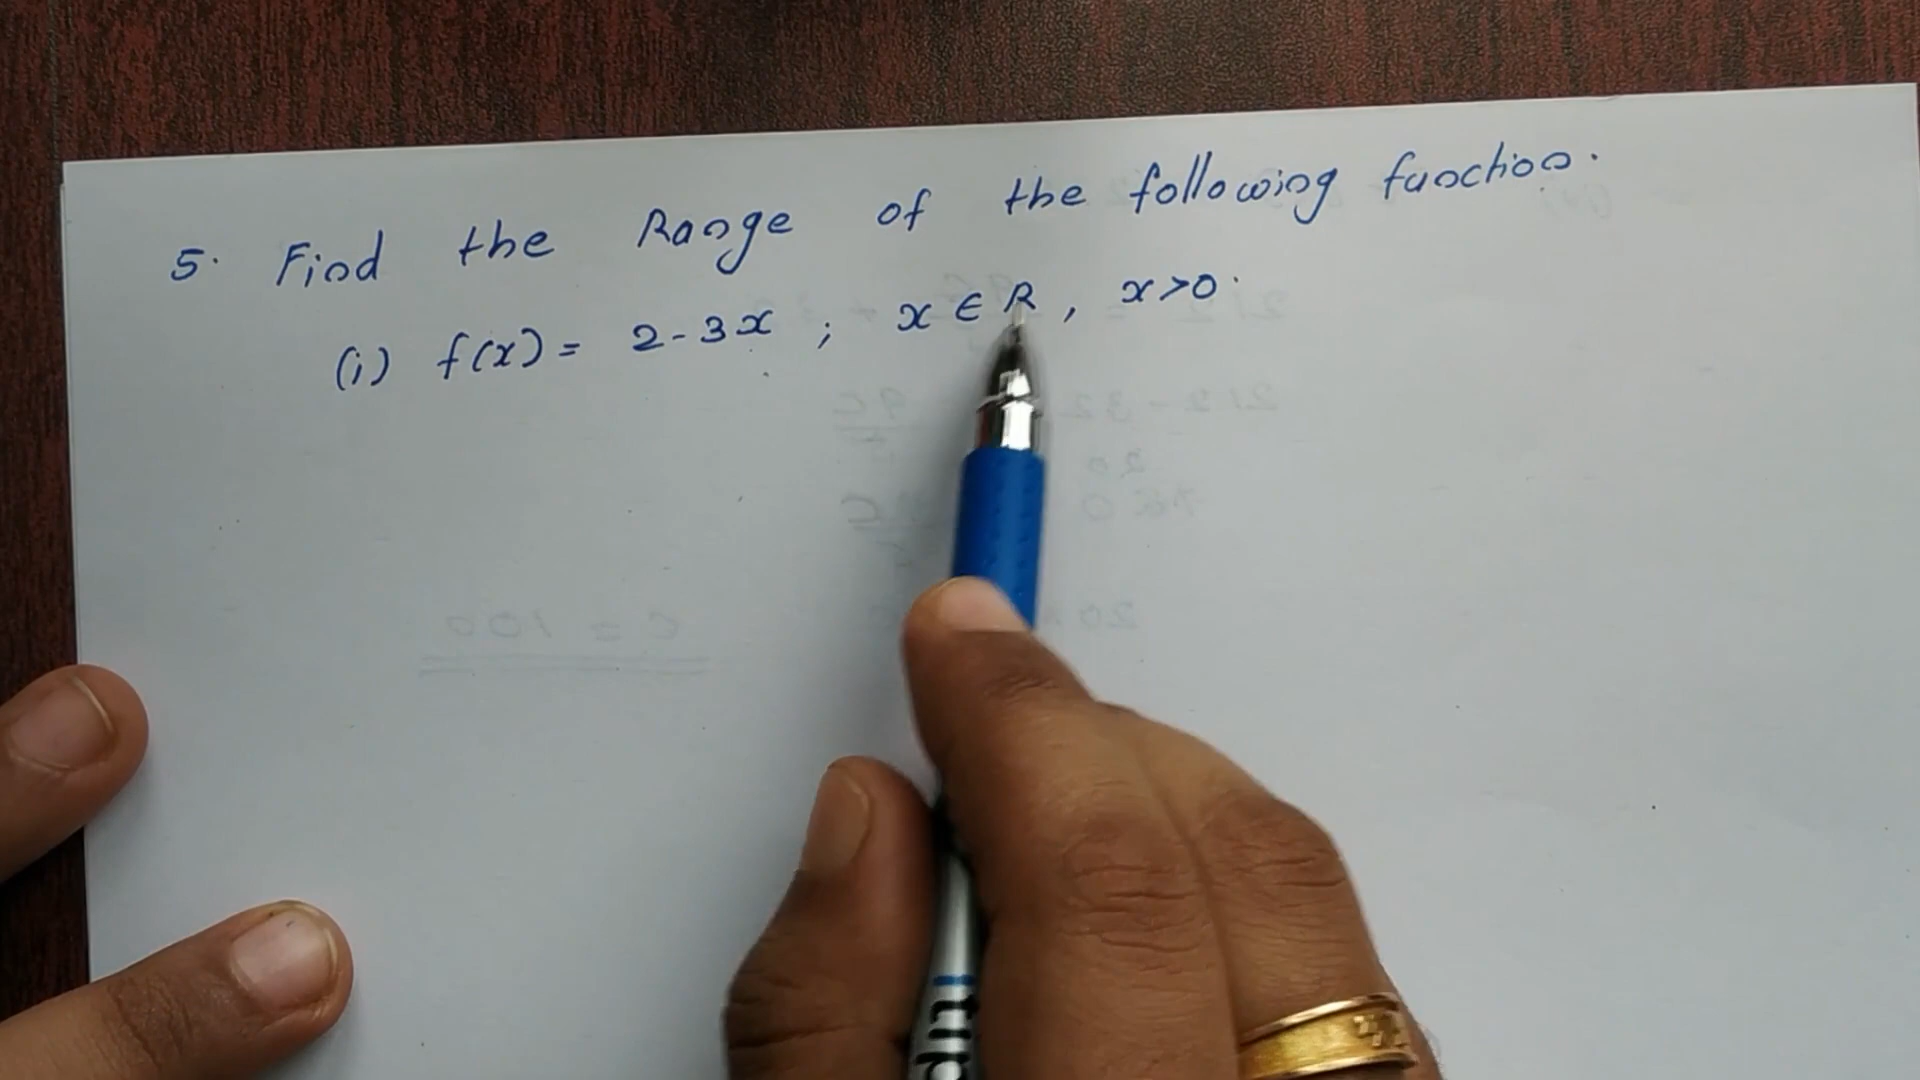 5. Find the Range of the following function.
(i) f(x) = 2-3x ; x ∈ R , x>0.